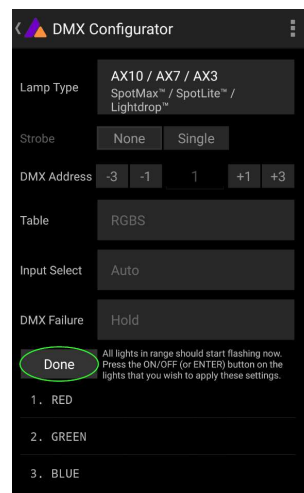 DMX Configurator
Lamp Type
AX10 / AX7 / AX3
SpotMax™ / SpotLite™ /
Lightdrop™
Strobe None Single
DMX Address -3 -1 1 +1 +3
Table RGBS
Input Select Auto
DMX Failure Hold
Done
All lights in range should start flashing now.
Press the ON/OFF (or ENTER) button on the
lights that you wish to apply these settings.
1. RED
2. GREEN
3. BLUE